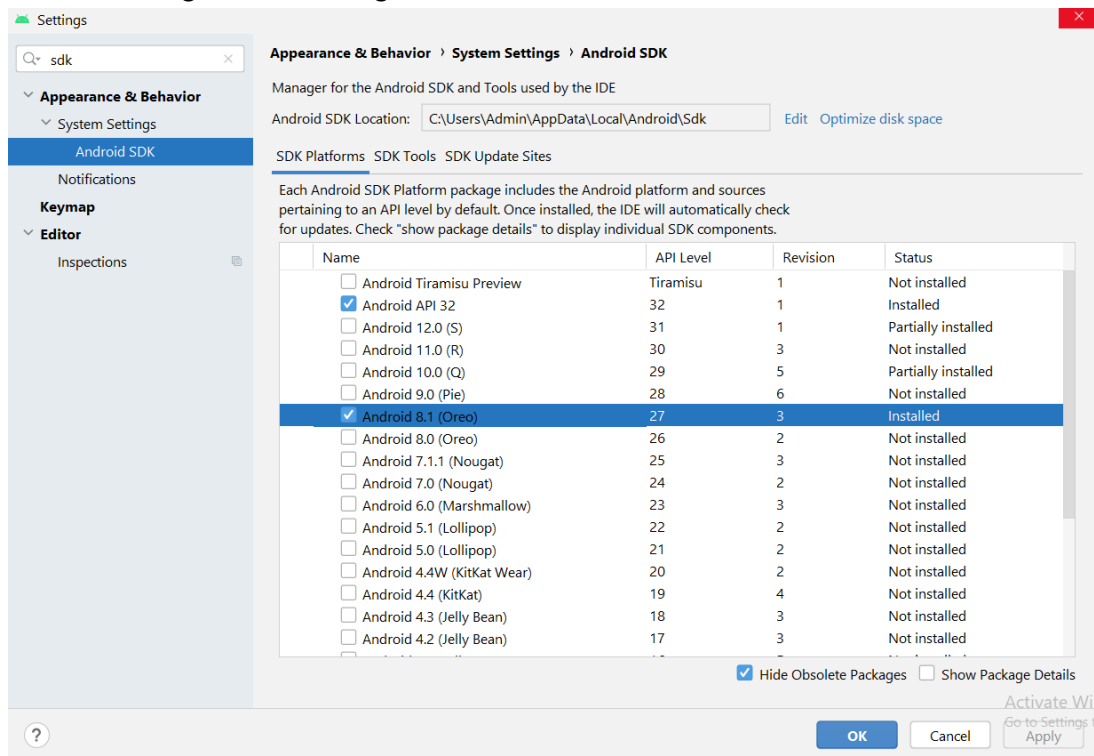 Settings
sdk
Appearance & Behavior
System Settings
Android SDK
Notifications
Keymap
Editor
Inspections
Appearance & Behavior › System Settings › Android SDK
Manager for the Android SDK and Tools used by the IDE
Android SDK Location: C:\Users\Admin\AppData\Local\Android\Sdk Edit Optimize disk space
SDK Platforms SDK Tools SDK Update Sites
Each Android SDK Platform package includes the Android platform and sources
pertaining to an API level by default. Once installed, the IDE will automatically check
for updates. Check "show package details" to display individual SDK components.
Name API Level Revision Status
Android Tiramisu Preview Tiramisu 1 Not installed
Android API 32 32 1 Installed
Android 12.0 (S) 31 1 Partially installed
Android 11.0 (R) 30 3 Not installed
Android 10.0 (Q) 29 5 Partially installed
Android 9.0 (Pie) 28 6 Not installed
Android 8.1 (Oreo) 27 3 Installed
Android 8.0 (Oreo) 26 2 Not installed
Android 7.1.1 (Nougat) 25 3 Not installed
Android 7.0 (Nougat) 24 2 Not installed
Android 6.0 (Marshmallow) 23 3 Not installed
Android 5.1 (Lollipop) 22 2 Not installed
Android 5.0 (Lollipop) 21 2 Not installed
Android 4.4W (KitKat Wear) 20 2 Not installed
Android 4.4 (KitKat) 19 4 Not installed
Android 4.3 (Jelly Bean) 18 3 Not installed
Android 4.2 (Jelly Bean) 17 3 Not installed
Hide Obsolete Packages Show Package Details
Activate Wi
Go to Settings
? OK Cancel Apply